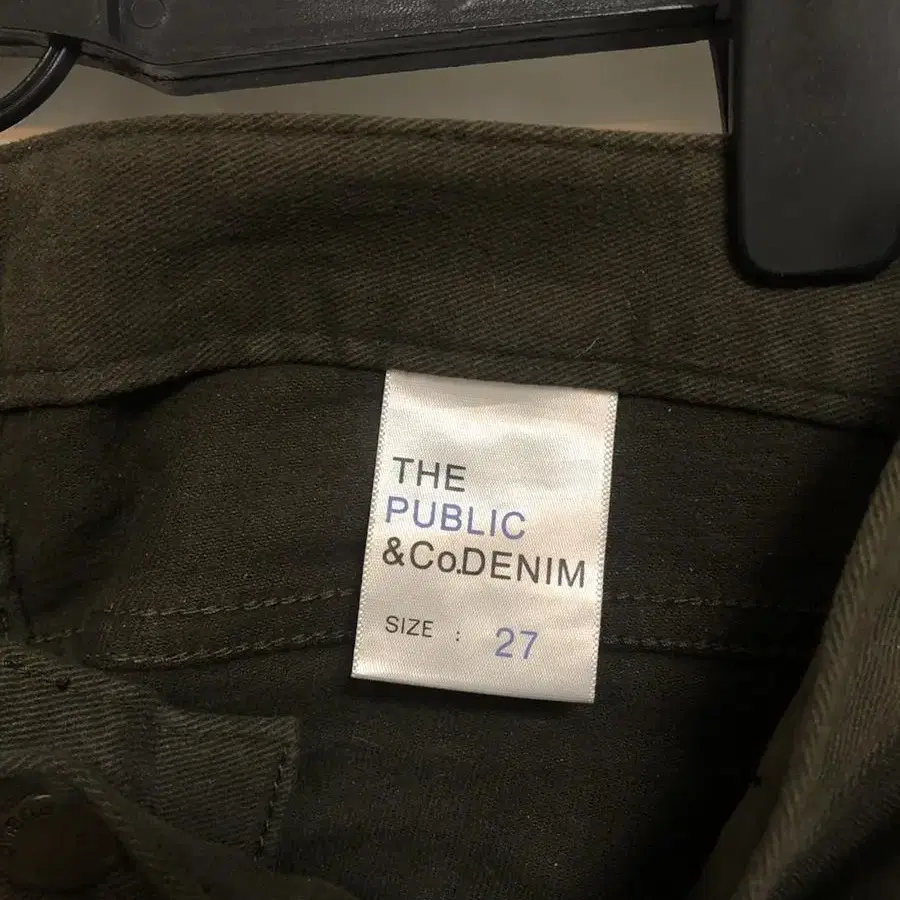 THE
PUBLIC
&Co.DENIM
SIZE : 27